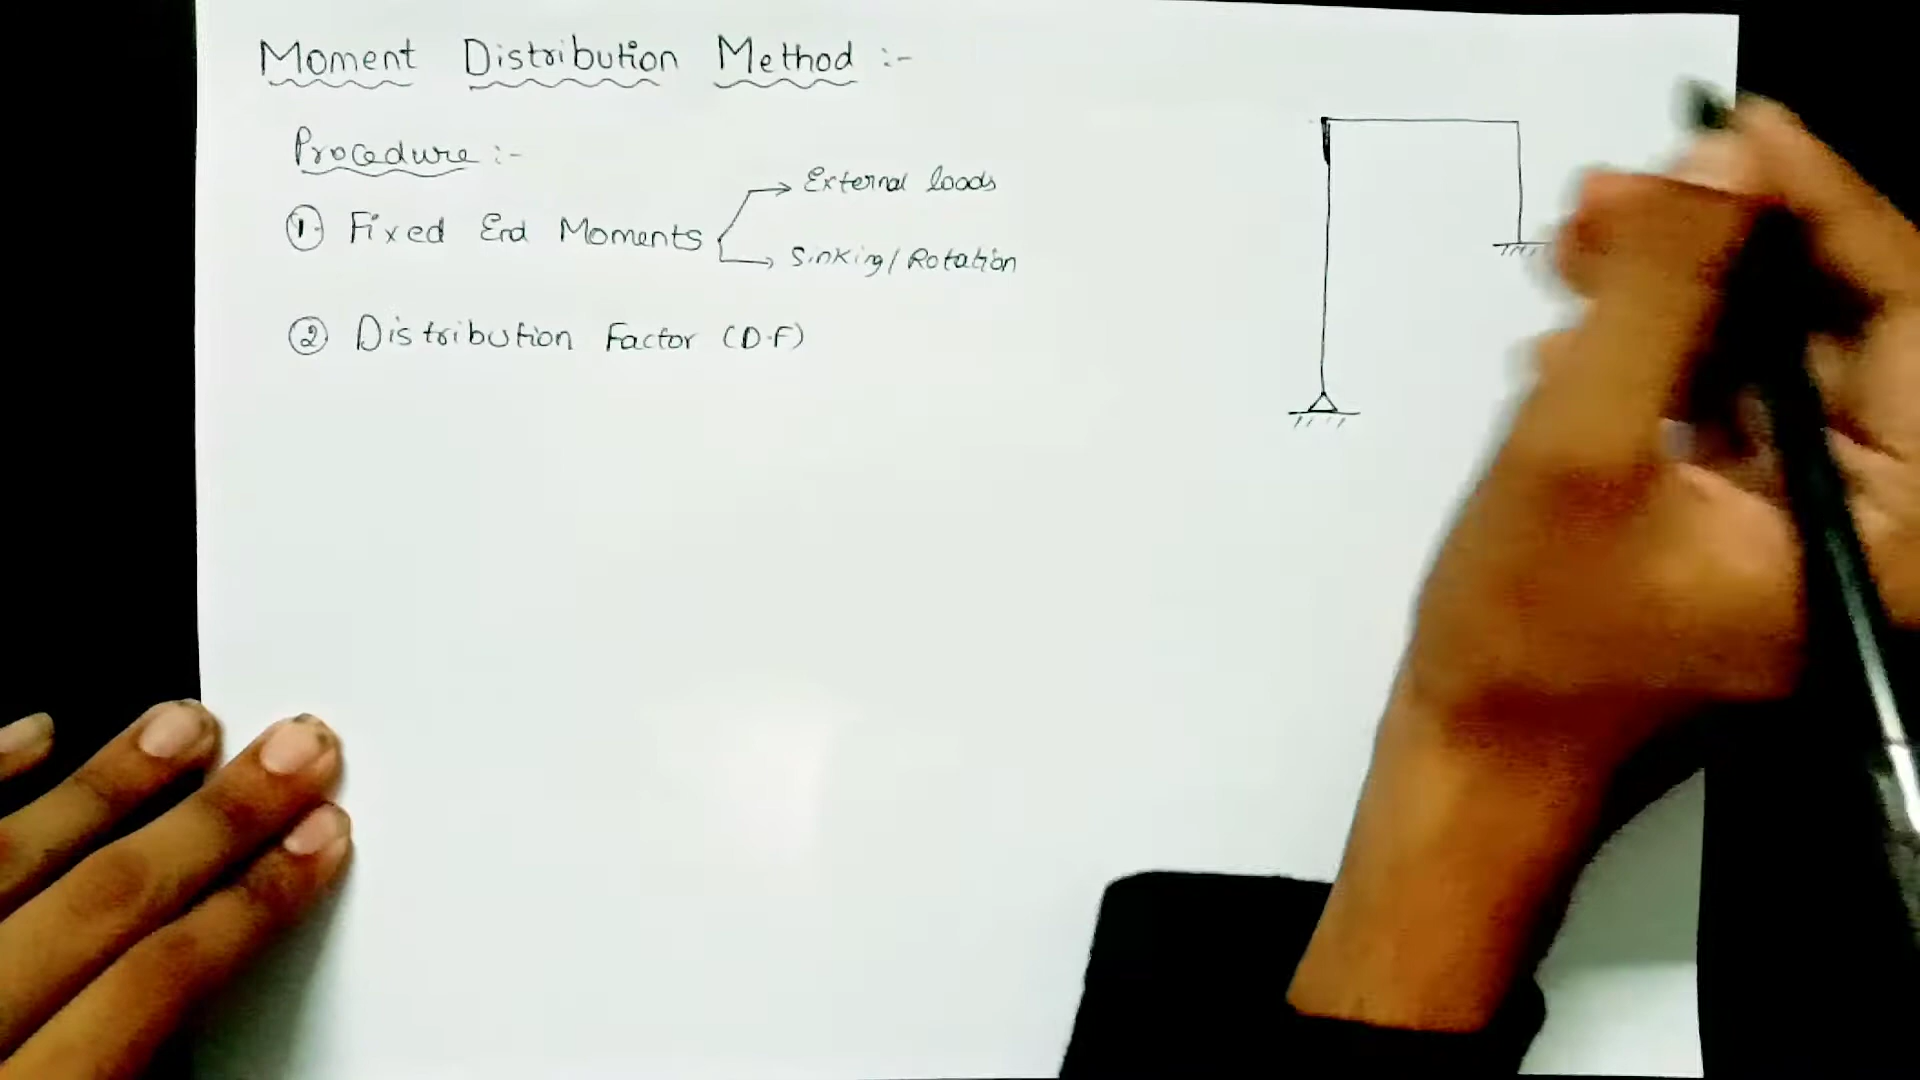 Moment Distribution Method :-
Procedure :-
① Fixed End Moments
External loads
Sinking/Rotation
② Distribution Factor (D.F)